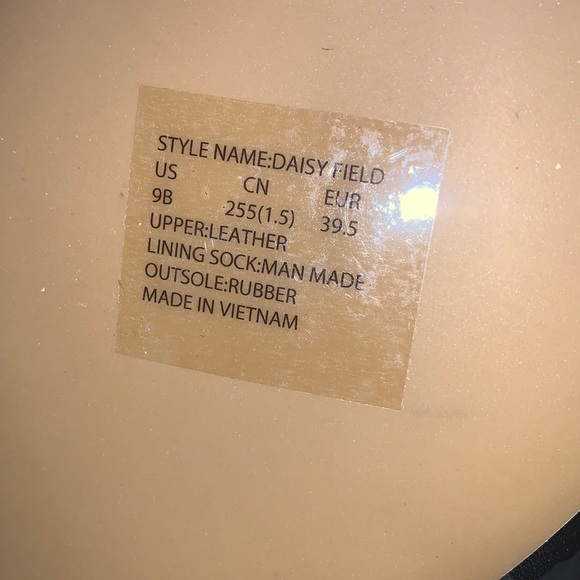 STYLE NAME:DAISY FIELD
US CN EUR
9B 255(1.5) 39.5
UPPER:LEATHER
LINING SOCK:MAN MADE
OUTSOLE:RUBBER
MADE IN VIETNAM